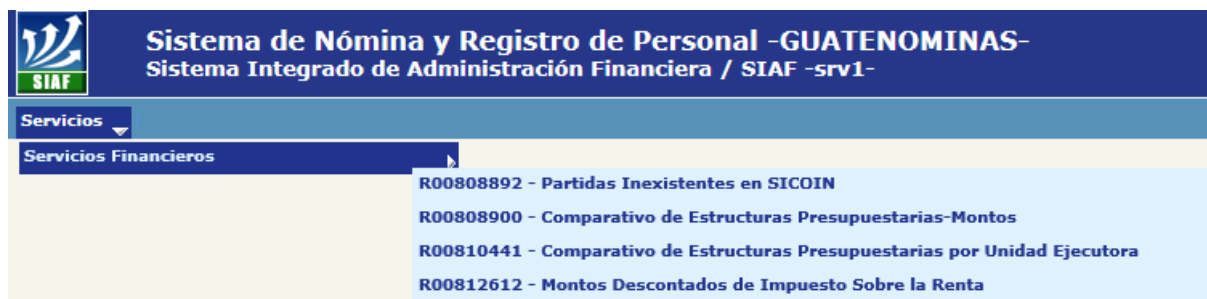 SIAF
Sistema de Nómina y Registro de Personal -GUATENOMINAS-
Sistema Integrado de Administración Financiera / SIAF -srv1-
Servicios
Servicios Financieros
R00808892 - Partidas Inexistentes en SICOIN
R00808900 - Comparativo de Estructuras Presupuestarias-Montos
R00810441 - Comparativo de Estructuras Presupuestarias por Unidad Ejecutora
R00812612 - Montos Descontados de Impuesto Sobre la Renta